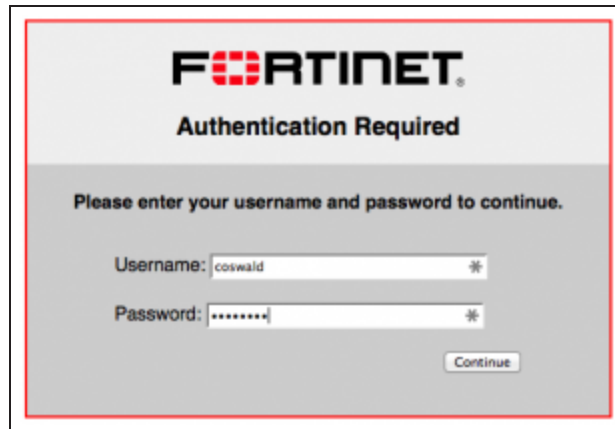 FORTINET®
Authentication Required
Please enter your username and password to continue.
Username: coswald
Password: ••••••••
Continue